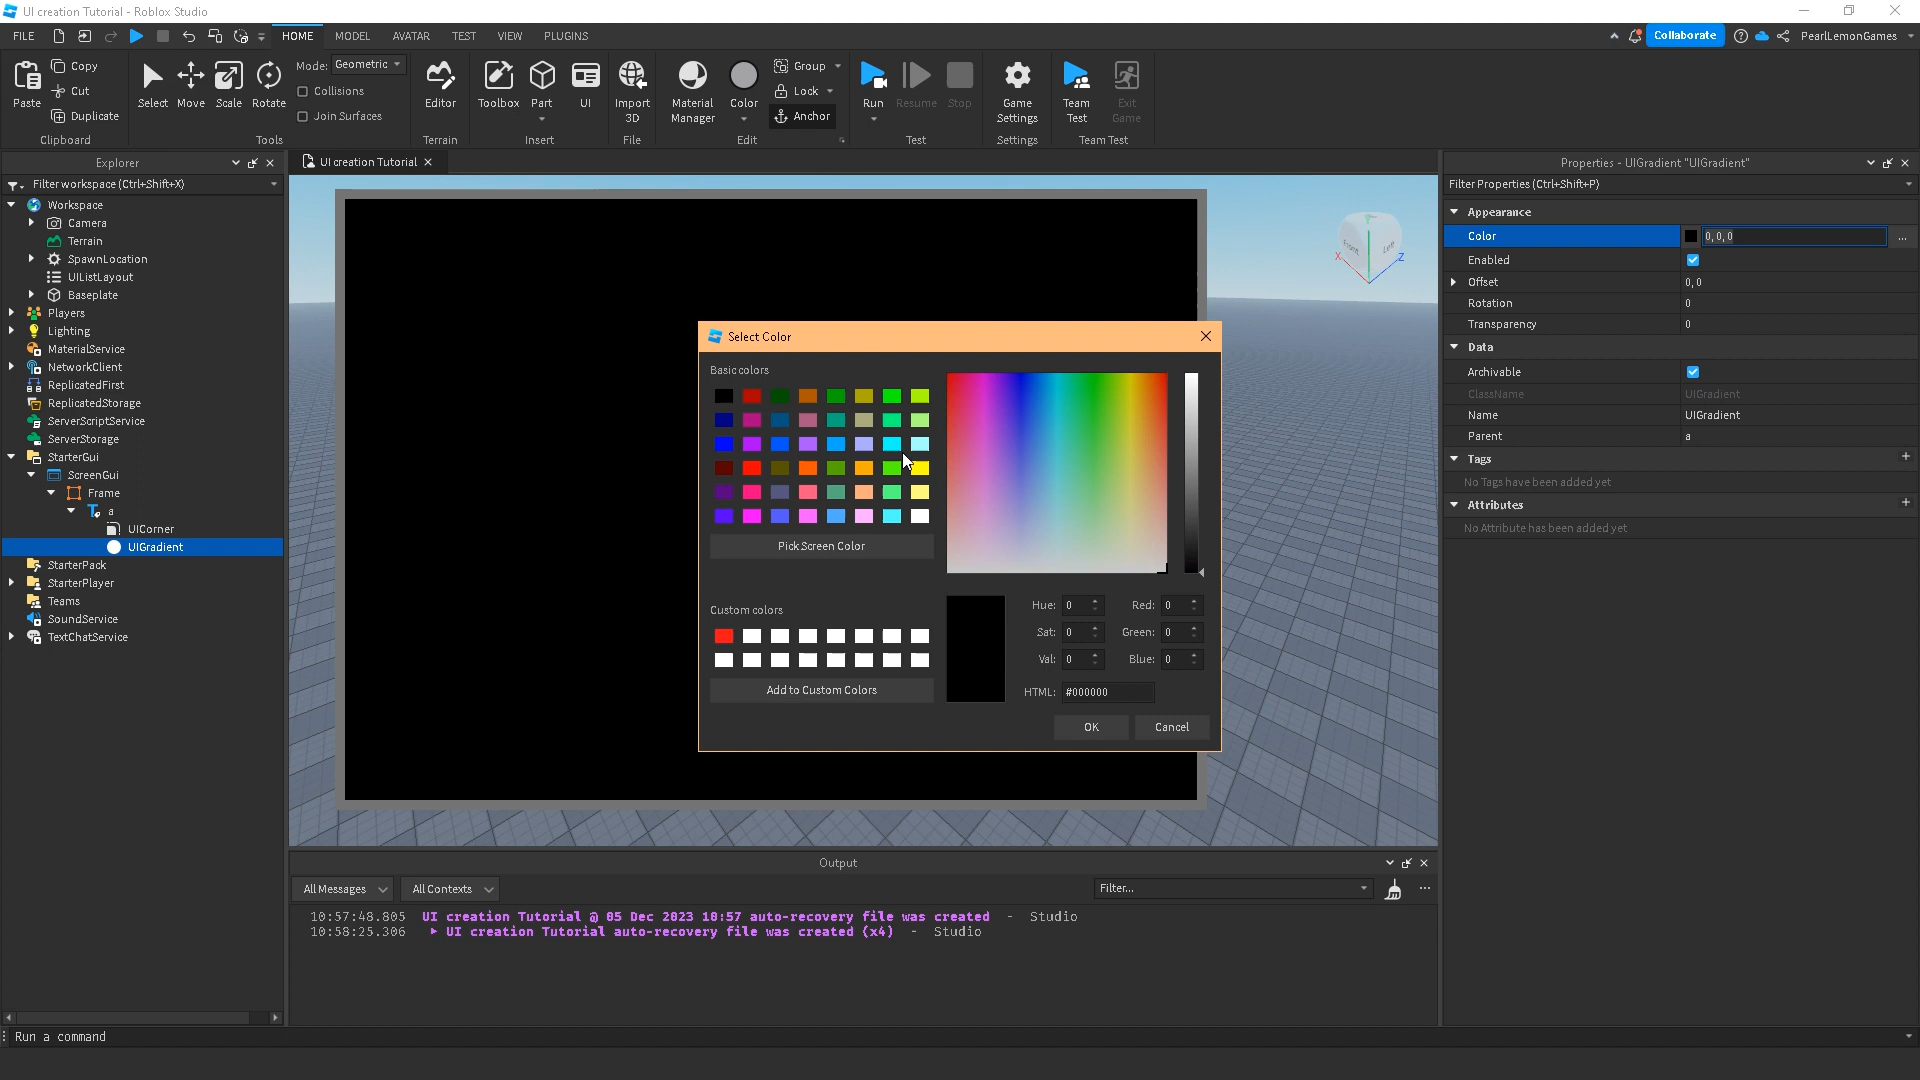 UI creation Tutorial - Roblox Studio
FILE HOME MODEL AVATAR TEST VIEW PLUGINS Collaborate PearlLemonGames
Paste Copy Cut Duplicate Clipboard
Select Move Scale Rotate Mode: Geometric Collisions Join Surfaces Tools
Editor Terrain
Toolbox Part UI Insert
Import 3D File
Material Manager Color Group Lock Anchor Edit
Run Resume Stop Test
Game Settings Settings
Team Test Exit Game Team Test
Explorer
Filter workspace (Ctrl+Shift+X)
Workspace
Camera
Terrain
SpawnLocation
UIListLayout
Baseplate
Players
Lighting
MaterialService
NetworkClient
ReplicatedFirst
ReplicatedStorage
ServerScriptService
ServerStorage
StarterGui
ScreenGui
Frame
a
UICorner
UIGradient
StarterPack
StarterPlayer
Teams
SoundService
TextChatService
UI creation Tutorial
Front Left
X Y Z
Select Color
Basic colors
Pick Screen Color
Custom colors
Add to Custom Colors
Hue: 0 Red: 0
Sat: 0 Green: 0
Val: 0 Blue: 0
HTML: #000000
OK Cancel
Properties - UIGradient "UIGradient"
Filter Properties (Ctrl+Shift+P)
Appearance
Color 0, 0, 0 ...
Enabled
Offset 0, 0
Rotation 0
Transparency 0
Data
Archivable
ClassName UIGradient
Name UIGradient
Parent a
Tags +
No Tags have been added yet
Attributes +
No Attribute has been added yet
Output
All Messages All Contexts Filter... ...
10:57:48.805 UI creation Tutorial @ 05 Dec 2023 10:57 auto-recovery file was created - Studio
10:58:25.306 UI creation Tutorial auto-recovery file was created (x4) - Studio
Run a command